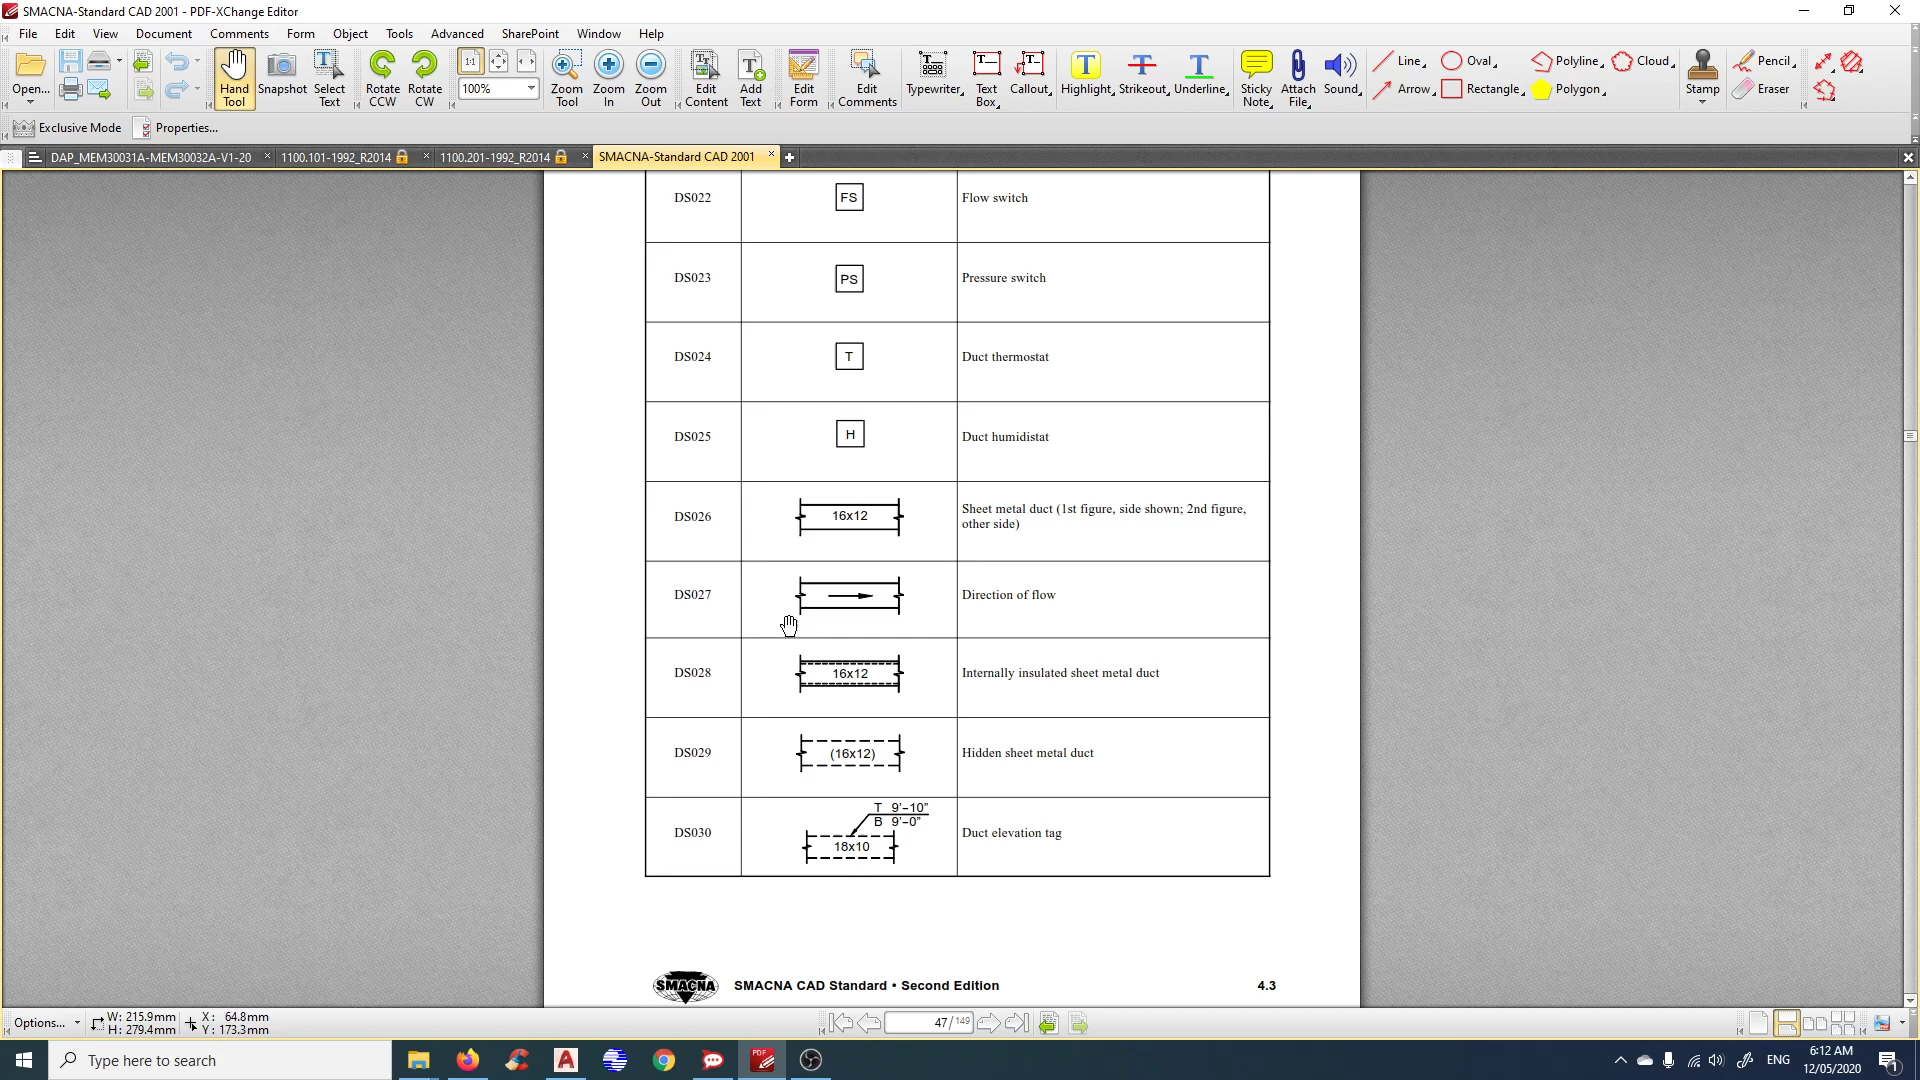 SMACNA-Standard CAD 2001 - PDF-XChange Editor
File Edit View Document Comments Form Object Tools Advanced SharePoint Window Help
Open...
Hand Tool
Snapshot
Select Text
Rotate CCW
Rotate CW
1:1
100%
Zoom Tool
Zoom In
Zoom Out
Edit Content
Add Text
Edit Form
Edit Comments
Typewriter
Text Box
Callout
Highlight
Strikeout
Underline
Sticky Note
Attach File
Sound
Line
Arrow
Oval
Rectangle
Polyline
Polygon
Cloud
Stamp
Pencil
Eraser
Exclusive Mode Properties...
DAP_MEM30031A-MEM30032A-V1-20 1100.101-1992_R2014 1100.201-1992_R2014 SMACNA-Standard CAD 2001
DS022 FS Flow switch
DS023 PS Pressure switch
DS024 T Duct thermostat
DS025 H Duct humidistat
DS026 16x12 Sheet metal duct (1st figure, side shown; 2nd figure,
other side)
DS027 Direction of flow
DS028 16x12 Internally insulated sheet metal duct
DS029 (16x12) Hidden sheet metal duct
T 9'-10"
B 9'-0"
DS030 18x10 Duct elevation tag
SMACNA SMACNA CAD Standard • Second Edition 4.3
Options... W: 215.9mm X: 64.8mm
H: 279.4mm Y: 173.3mm
47/149
Type here to search
A
PDF
ENG
6:12 AM
12/05/2020
1